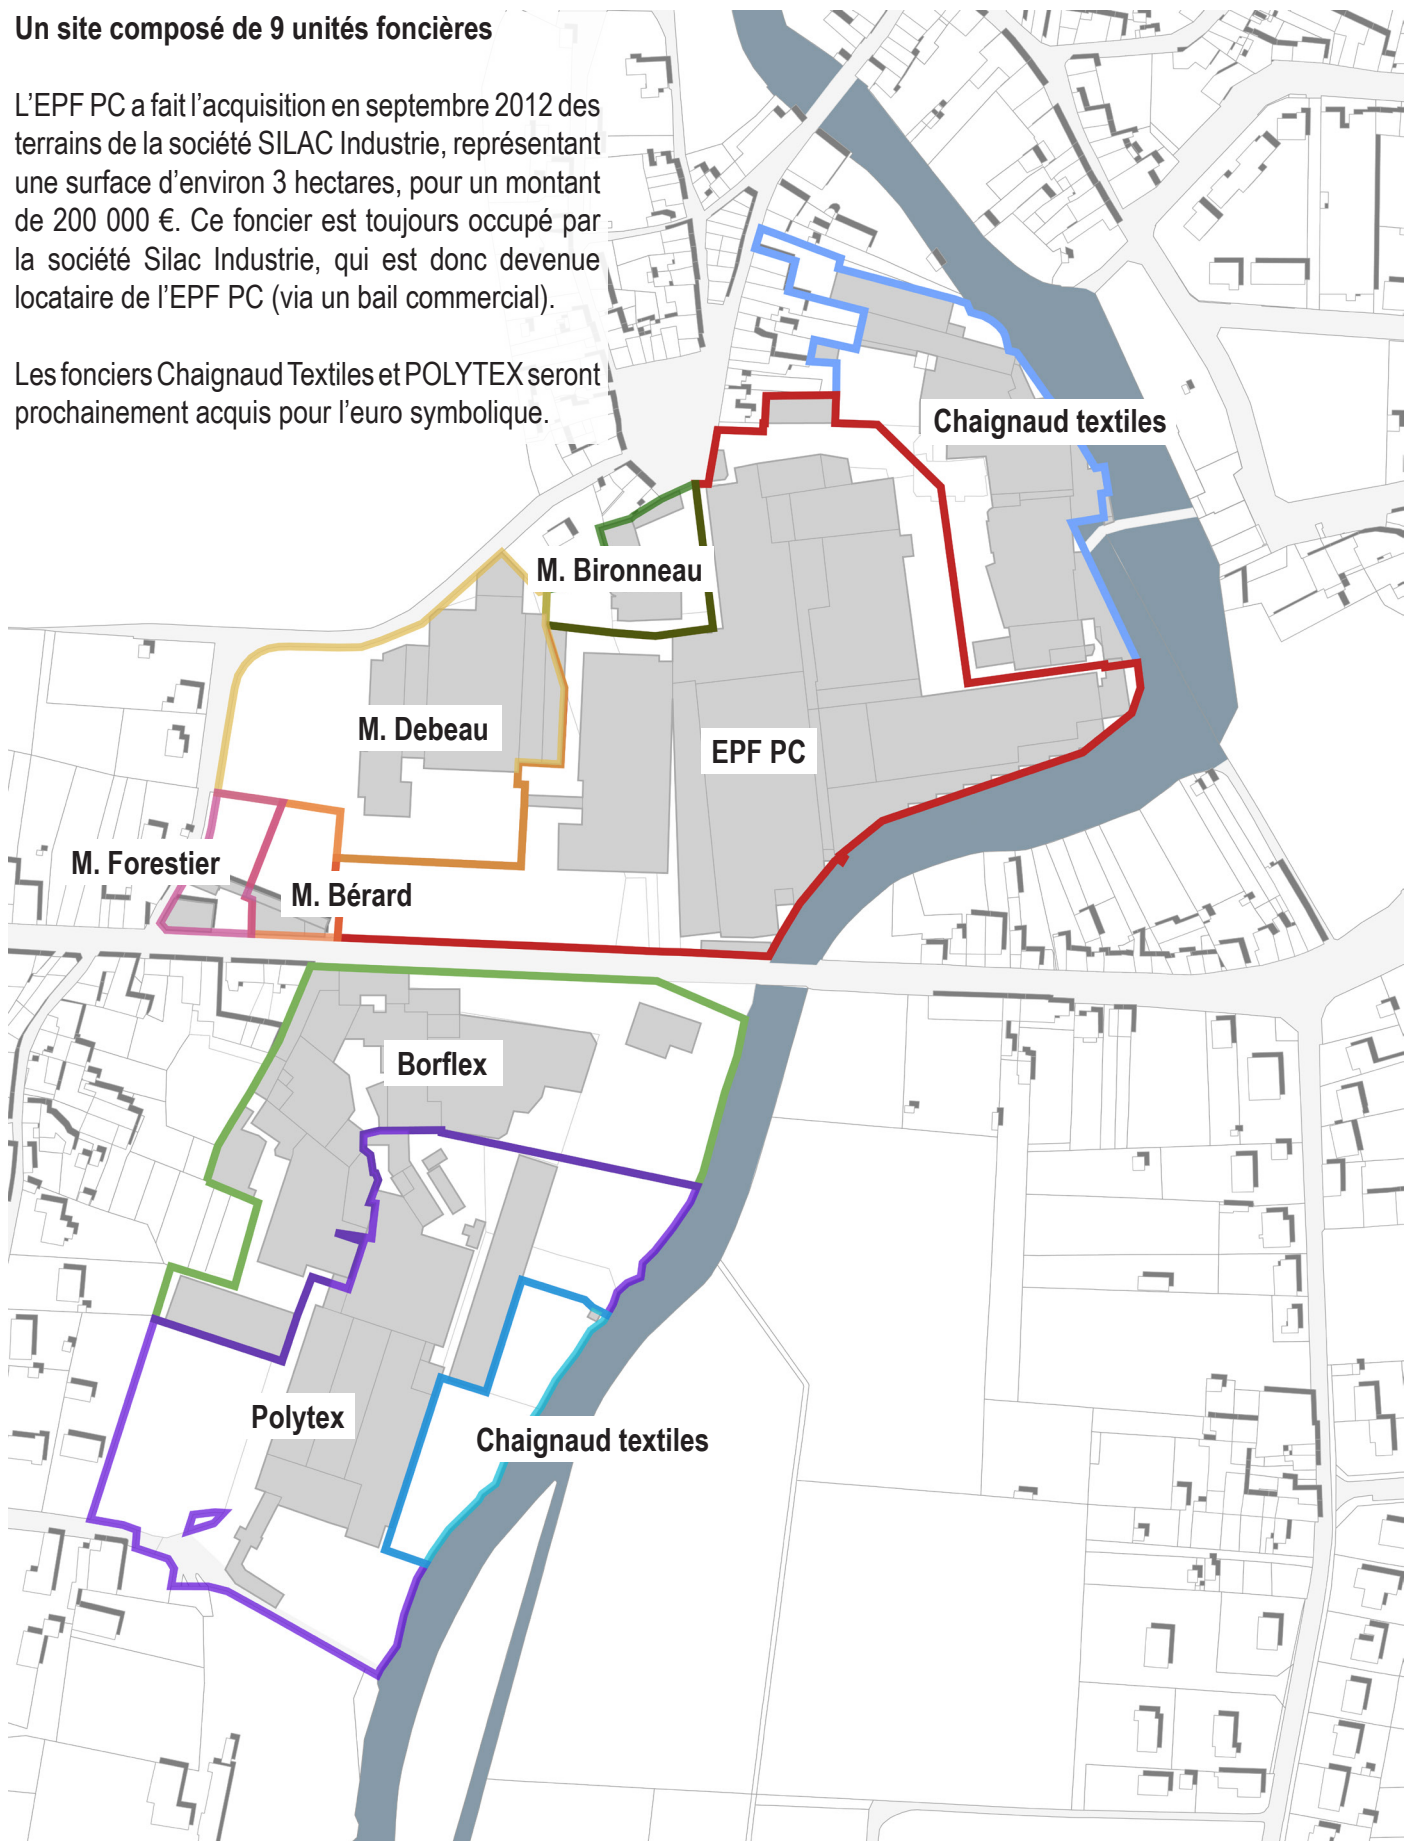 Un site composé de 9 unités foncières
L’EPF PC a fait l’acquisition en septembre 2012 des
terrains de la société SILAC Industrie, représentant
une surface d’environ 3 hectares, pour un montant
de 200 000 €. Ce foncier est toujours occupé par
la société Silac Industrie, qui est donc devenue
locataire de l’EPF PC (via un bail commercial).
Les fonciers Chaignaud Textiles et POLYTEX seront
prochainement acquis pour l’euro symbolique.
Chaignaud textiles
M. Bironneau
M. Debeau
EPF PC
M. Forestier
M. Bérard
Borflex
Polytex
Chaignaud textiles